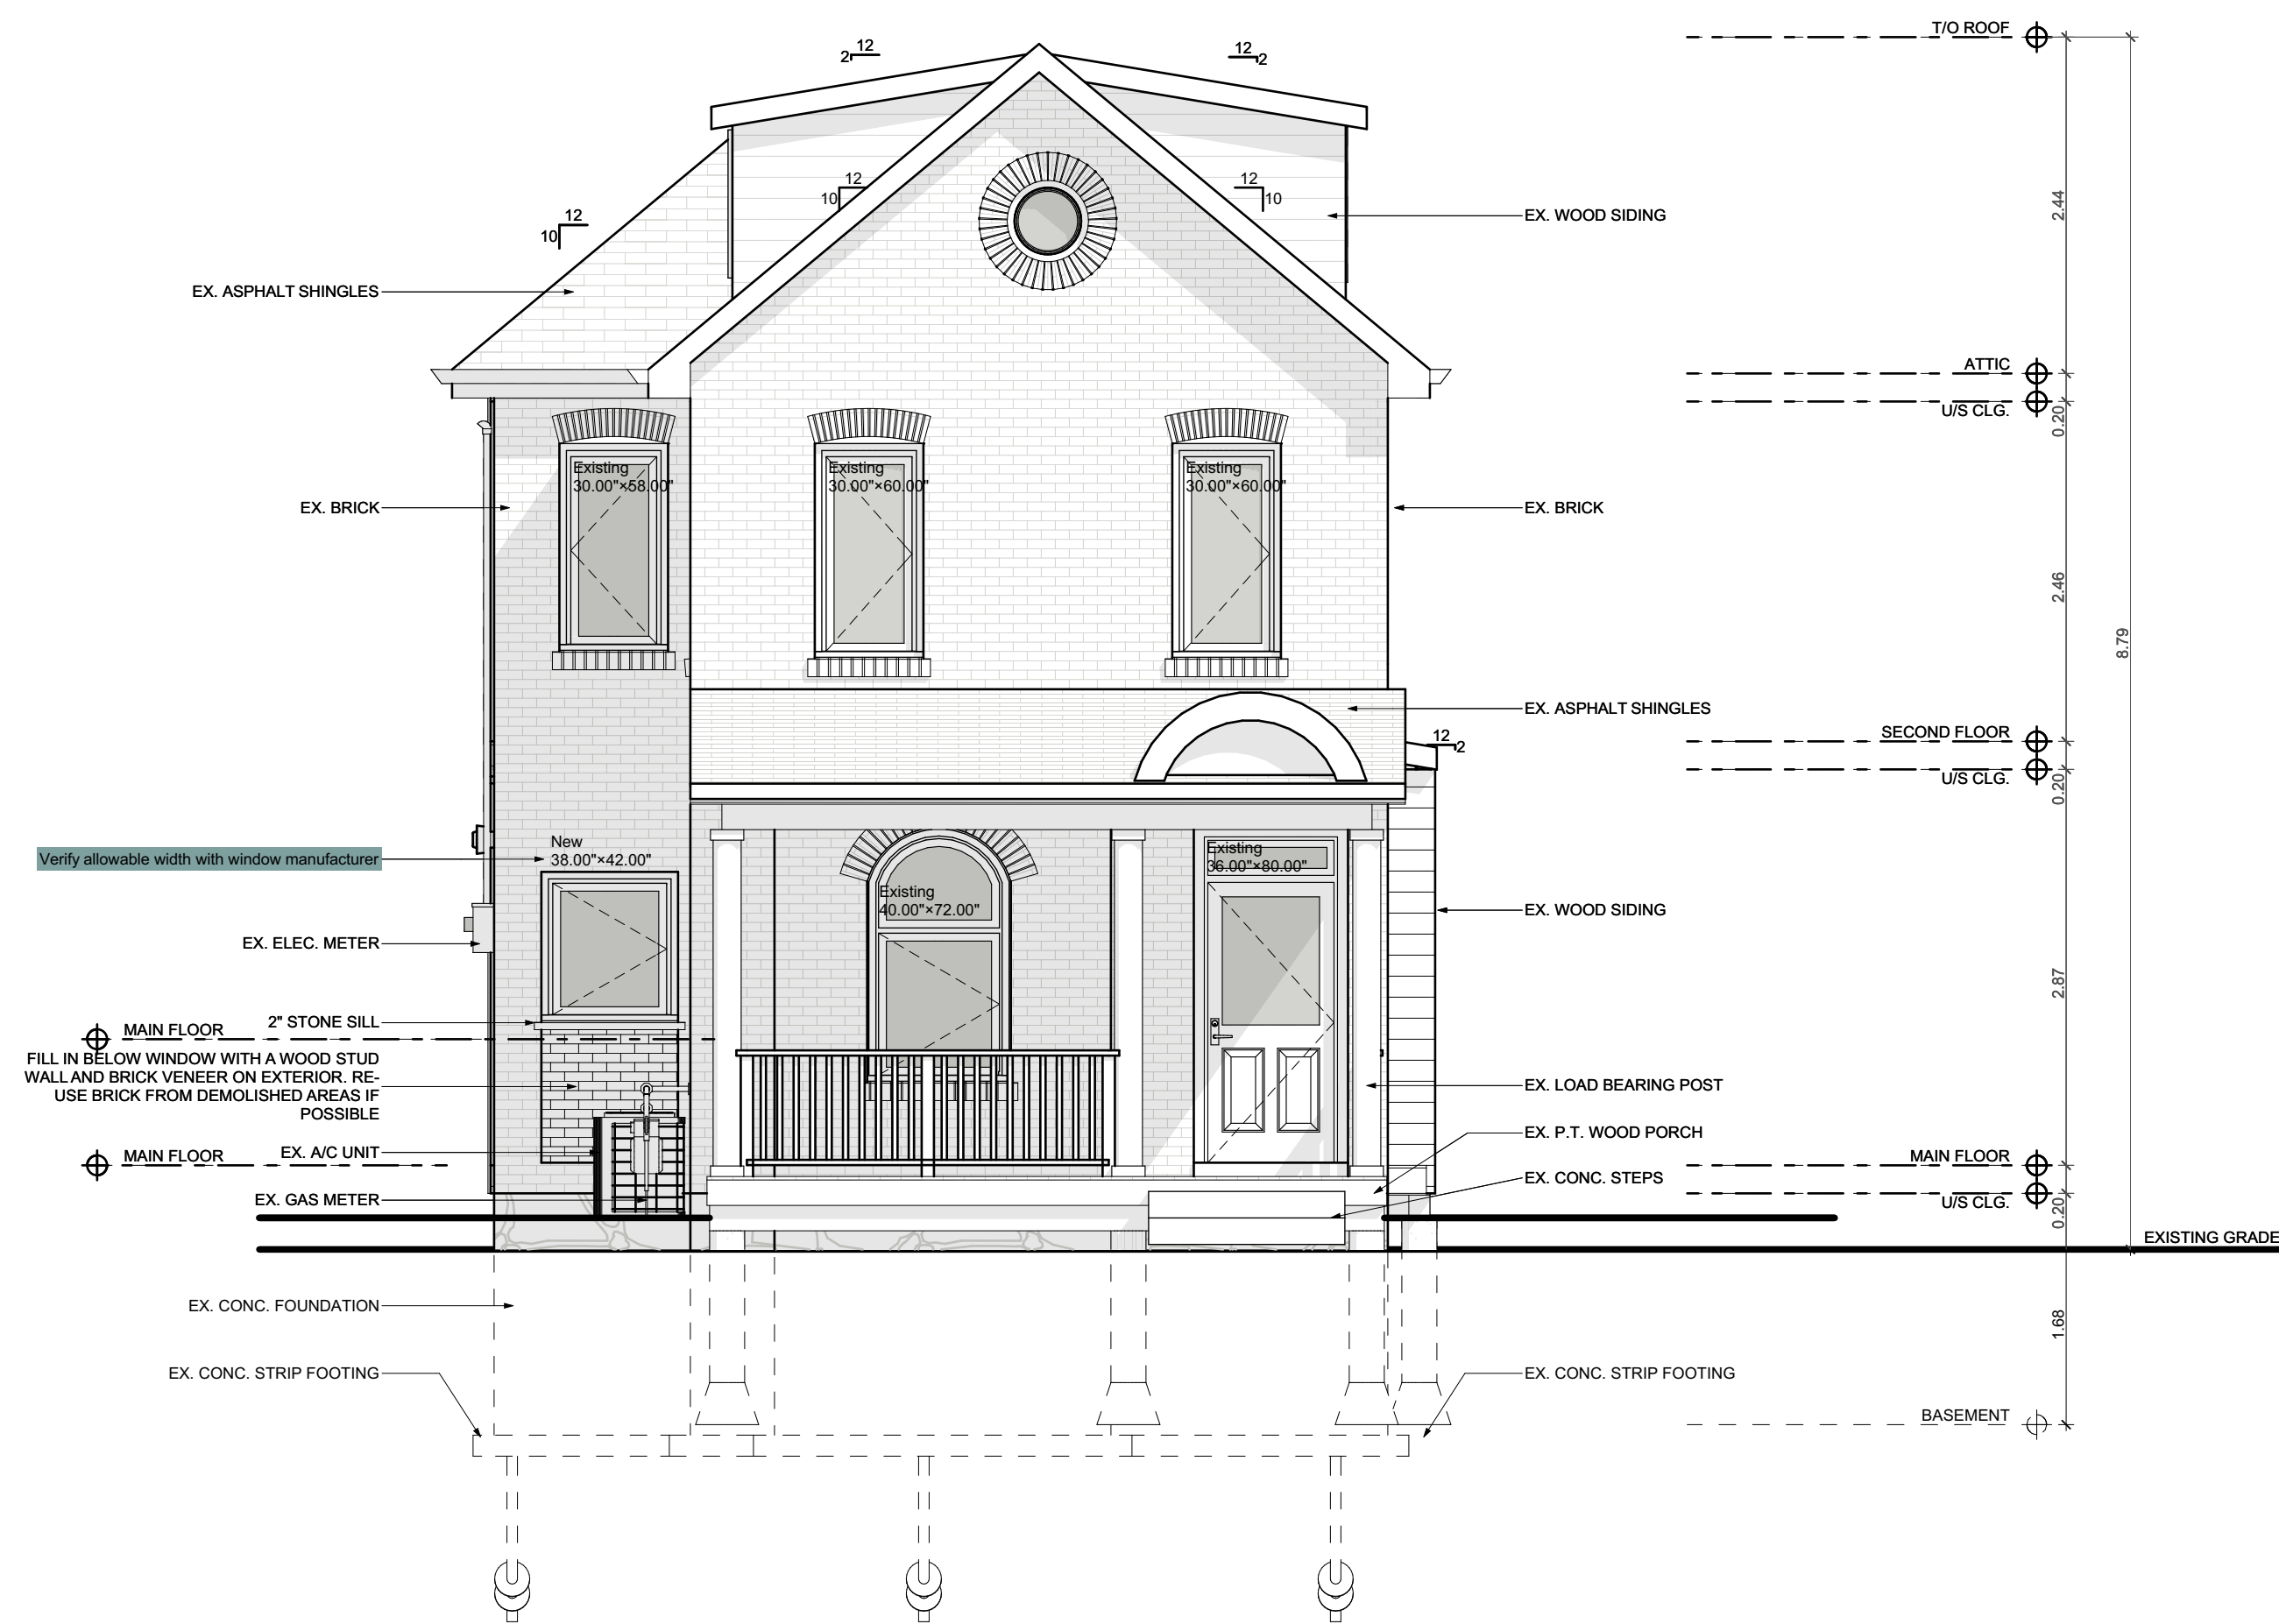 T/O ROOF
12
2
12
2
12
10
12
10
12
10
EX. WOOD SIDING
2.44
EX. ASPHALT SHINGLES
ATTIC
U/S CLG.
0.20
Existing
30.00"×58.00"
Existing
30.00"×60.00"
Existing
30.00"×60.00"
EX. BRICK
EX. BRICK
2.46
8.79
EX. ASPHALT SHINGLES
12
2
SECOND FLOOR
U/S CLG.
0.20
New
38.00"×42.00"
Verify allowable width with window manufacturer
Existing
36.00"×80.00"
Existing
40.00"×72.00"
EX. WOOD SIDING
EX. ELEC. METER
2.87
2" STONE SILL
MAIN FLOOR
FILL IN BELOW WINDOW WITH A WOOD STUD
WALL AND BRICK VENEER ON EXTERIOR. RE-
USE BRICK FROM DEMOLISHED AREAS IF
POSSIBLE
EX. LOAD BEARING POST
EX. P.T. WOOD PORCH
EX. A/C UNIT
MAIN FLOOR
MAIN FLOOR
EX. CONC. STEPS
EX. GAS METER
U/S CLG.
0.20
EXISTING GRADE
EX. CONC. FOUNDATION
1.68
EX. CONC. STRIP FOOTING
EX. CONC. STRIP FOOTING
BASEMENT